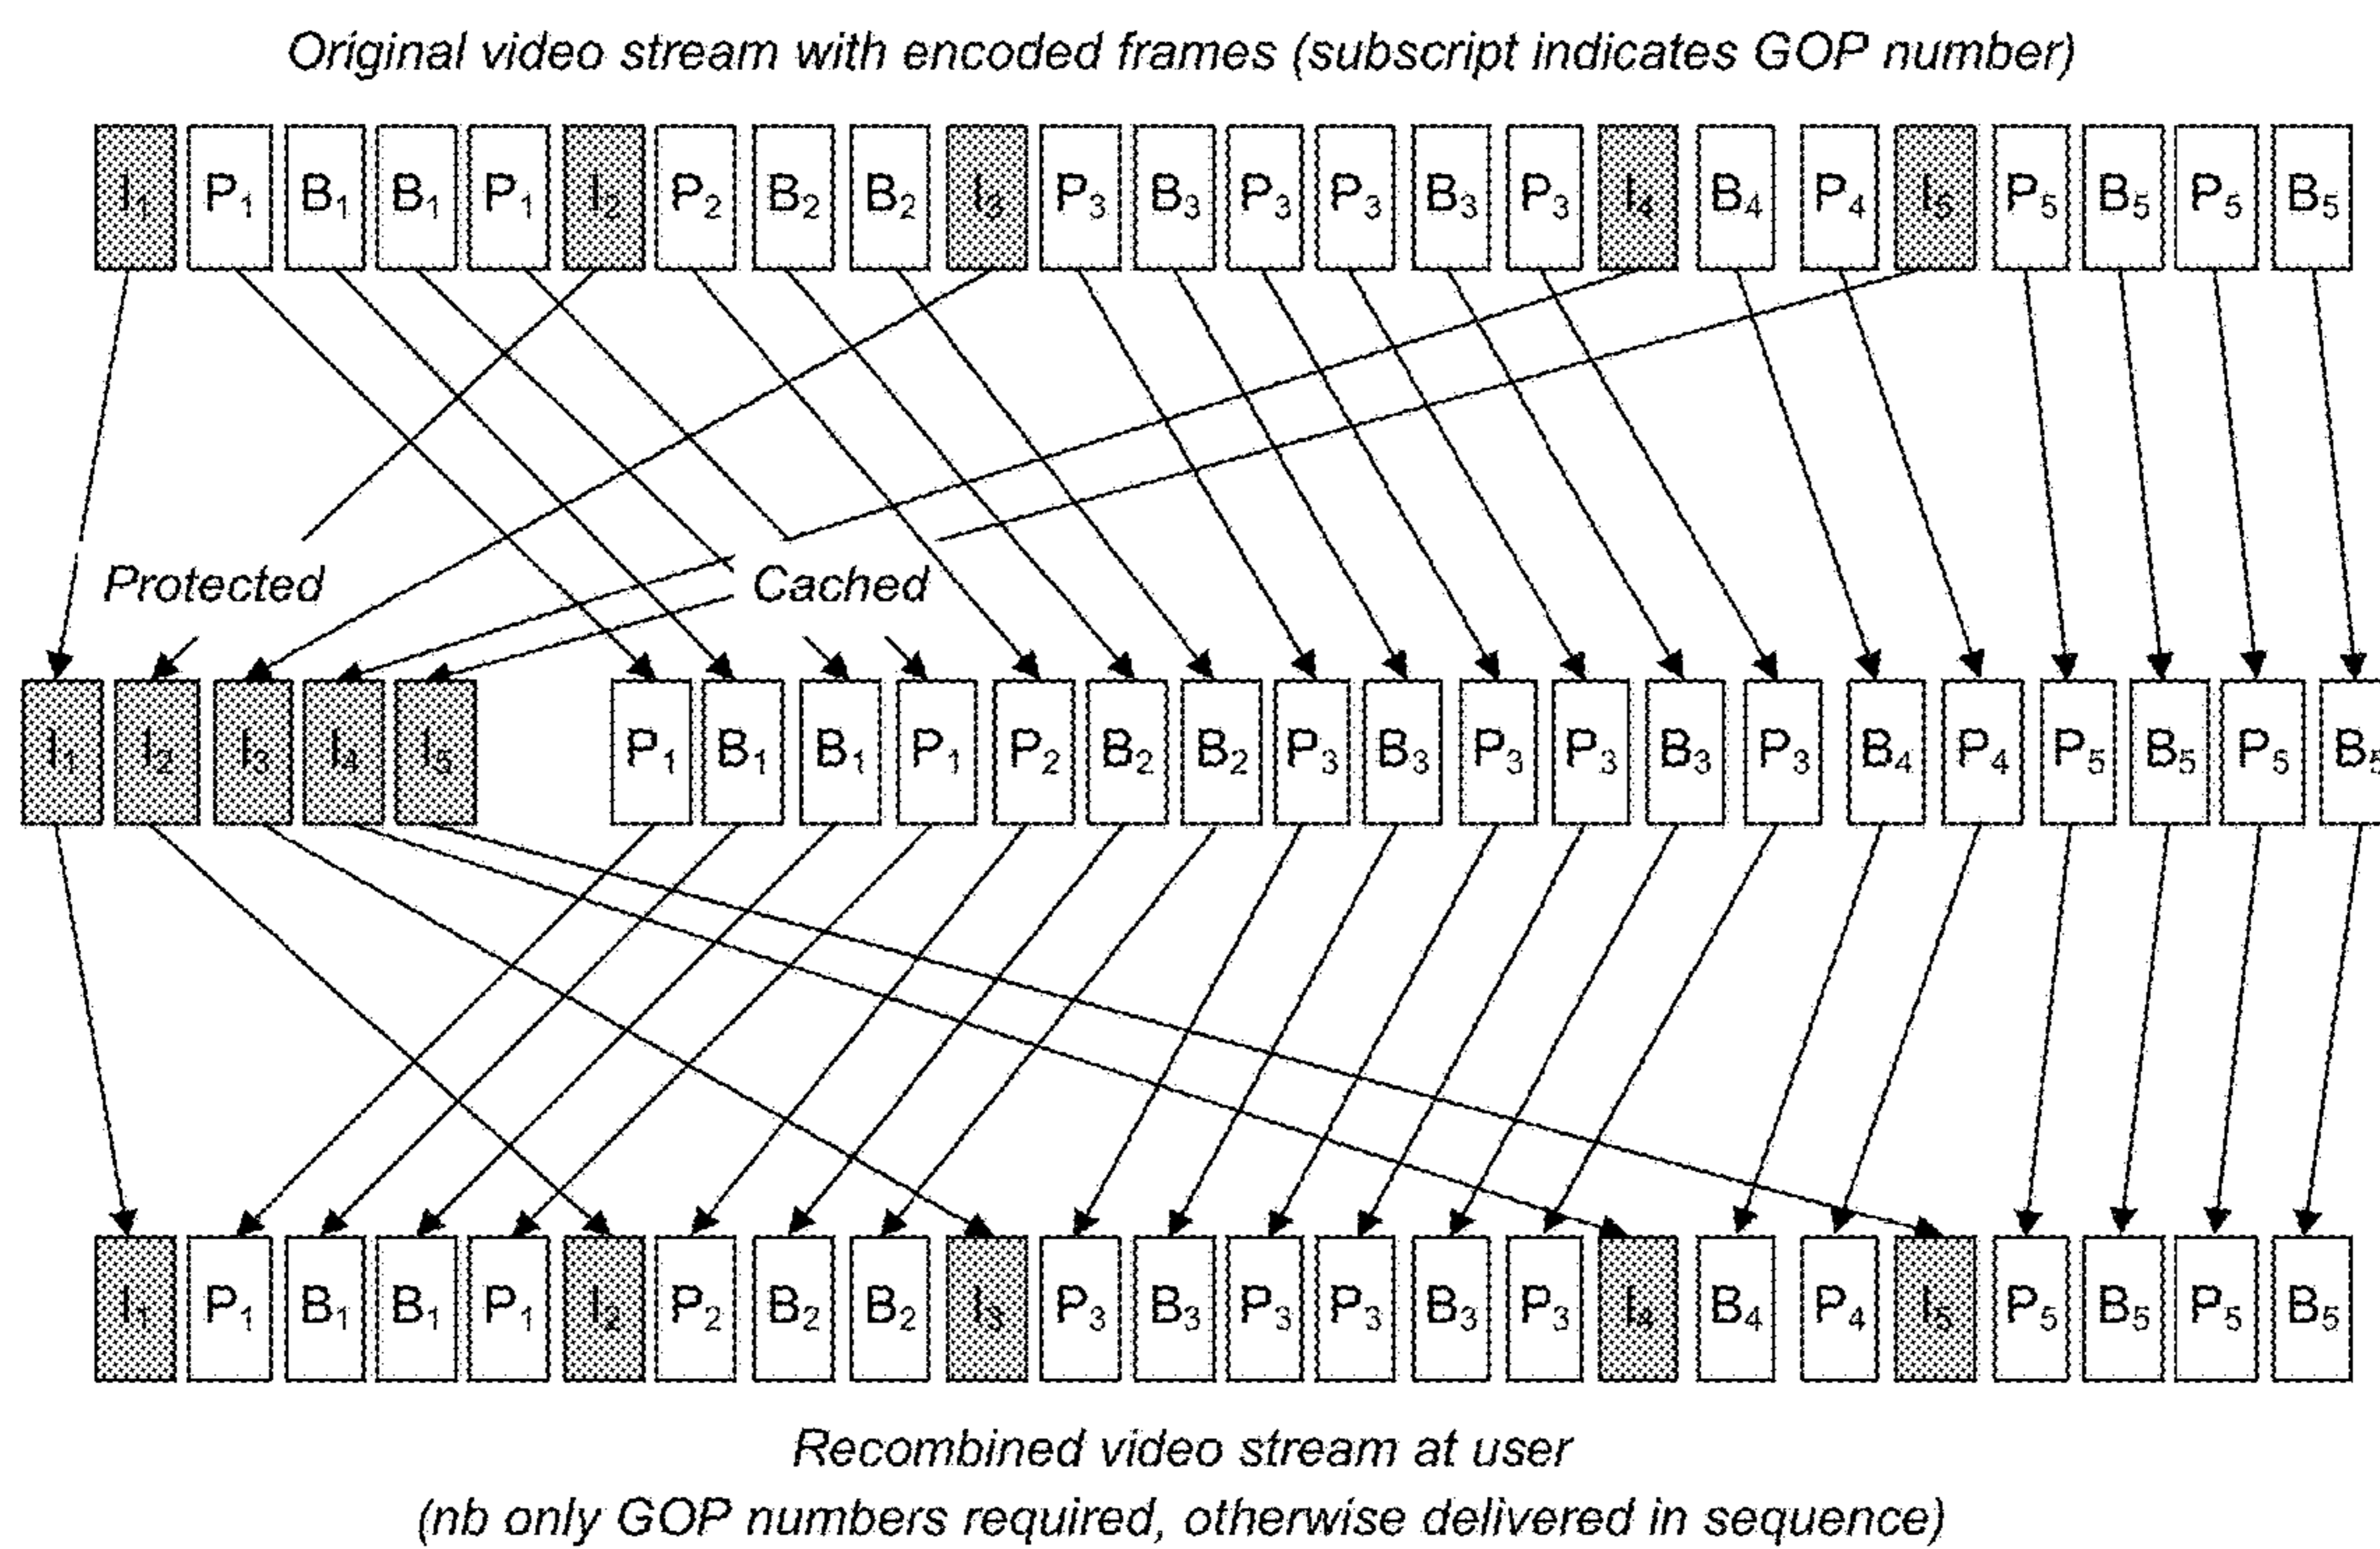 Original video stream with encoded frames (subscript indicates GOP number)
I₁ P₁ B₁ B₁ P₁ I₂ P₂ B₂ B₂ I₃ P₃ B₃ P₃ P₃ B₃ P₃ I₄ B₄ P₄ I₅ P₅ B₅ P₅ B₅
Protected Cached
I₁ I₂ I₃ I₄ I₅ P₁ B₁ B₁ P₁ P₂ B₂ B₂ P₃ B₃ P₃ P₃ B₃ P₃ B₄ P₄ P₅ B₅ P₅ B₅
I₁ P₁ B₁ B₁ P₁ I₂ P₂ B₂ B₂ I₃ P₃ B₃ P₃ P₃ B₃ P₃ I₄ B₄ P₄ I₅ P₅ B₅ P₅ B₅
Recombined video stream at user
(nb only GOP numbers required, otherwise delivered in sequence)